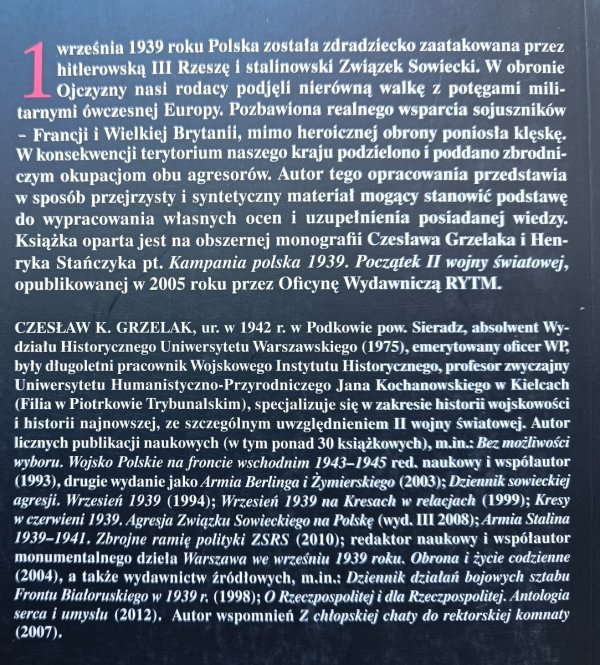 1 września 1939 roku Polska została zdradziecko zaatakowana przez
hitlerowską III Rzeszę i stalinowski Związek Sowiecki. W obronie
Ojczyzny nasi rodacy podjęli nierówną walkę z potęgami mili-
tarnymi ówczesnej Europy. Pozbawiona realnego wsparcia sojuszników
– Francji i Wielkiej Brytanii, mimo heroicznej obrony poniosła klęskę.
W konsekwencji terytorium naszego kraju podzielono i poddano zbrodni-
czym okupacjom obu agresorów. Autor tego opracowania przedstawia
w sposób przejrzysty i syntetyczny materiał mogący stanowić podstawę
do wypracowania własnych ocen i uzupełnienia posiadanej wiedzy.
Książka oparta jest na obszernej monografii Czesława Grzelaka i Hen-
ryka Stańczyka pt. Kampania polska 1939. Początek II wojny światowej,
opublikowanej w 2005 roku przez Oficynę Wydawniczą RYTM.
CZESŁAW K. GRZELAK, ur. w 1942 r. w Podkowie pow. Sieradz, absolwent Wy-
działu Historycznego Uniwersytetu Warszawskiego (1975), emerytowany oficer WP,
były długoletni pracownik Wojskowego Instytutu Historycznego, profesor zwyczajny
Uniwersytetu Humanistyczno-Przyrodniczego Jana Kochanowskiego w Kielcach
(Filia w Piotrkowie Trybunalskim), specjalizuje się w zakresie historii wojskowości
i historii najnowszej, ze szczególnym uwzględnieniem II wojny światowej. Autor
licznych publikacji naukowych (w tym ponad 30 książkowych), m.in.: Bez możliwości
wyboru. Wojsko Polskie na froncie wschodnim 1943–1945 red. naukowy i współautor
(1993), drugie wydanie jako Armia Berlinga i Żymierskiego (2003); Dziennik sowieckiej
agresji. Wrzesień 1939 (1994); Wrzesień 1939 na Kresach w relacjach (1999); Kresy
w czerwieni 1939. Agresja Związku Sowieckiego na Polskę (wyd. III 2008); Armia Stalina
1939–1941. Zbrojne ramię polityki ZSRS (2010); redaktor naukowy i współautor
monumentalnego dzieła Warszawa we wrześniu 1939 roku. Obrona i życie codzienne
(2004), a także wydawnictw źródłowych, m.in.: Dziennik działań bojowych sztabu
Frontu Białoruskiego w 1939 r. (1998); O Rzeczpospolitej i dla Rzeczpospolitej. Antologia
serca i umysłu (2012). Autor wspomnień Z chłopskiej chaty do rektorskiej komnaty
(2007).